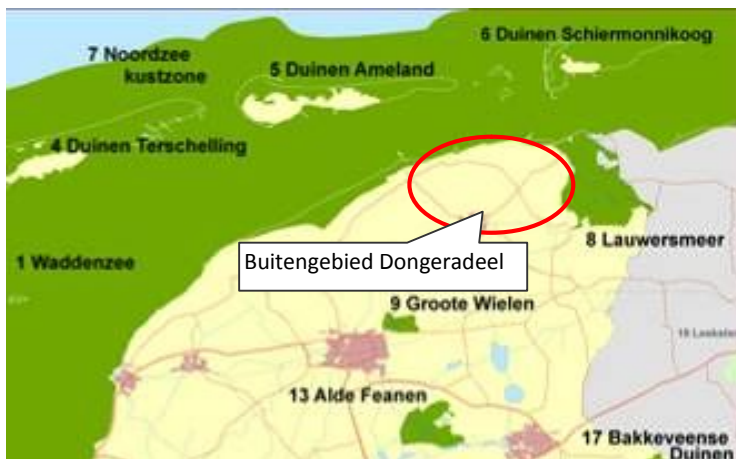 6 Duinen Schiermonnikoog
7 Noordzee
kustzone
5 Duinen Ameland
4 Duinen Terschelling
8 Lauwersmeer
1 Waddenzee
Buitengebied Dongeradeel
9 Groote Wielen
13 Alde Feanen
17 Bakkeveense
Duinen